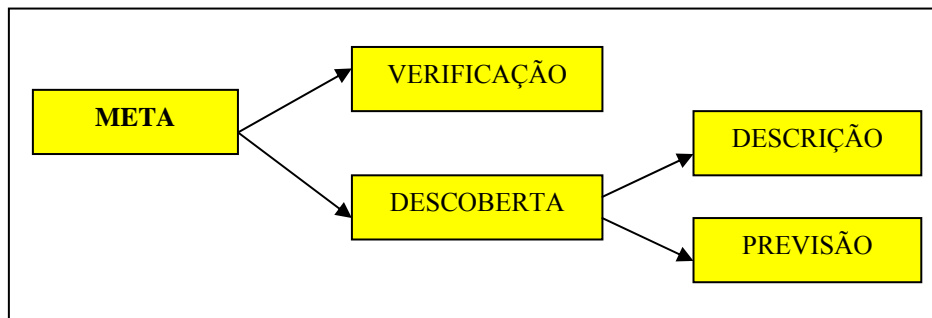 META
VERIFICAÇÃO
DESCOBERTA
DESCRIÇÃO
PREVISÃO